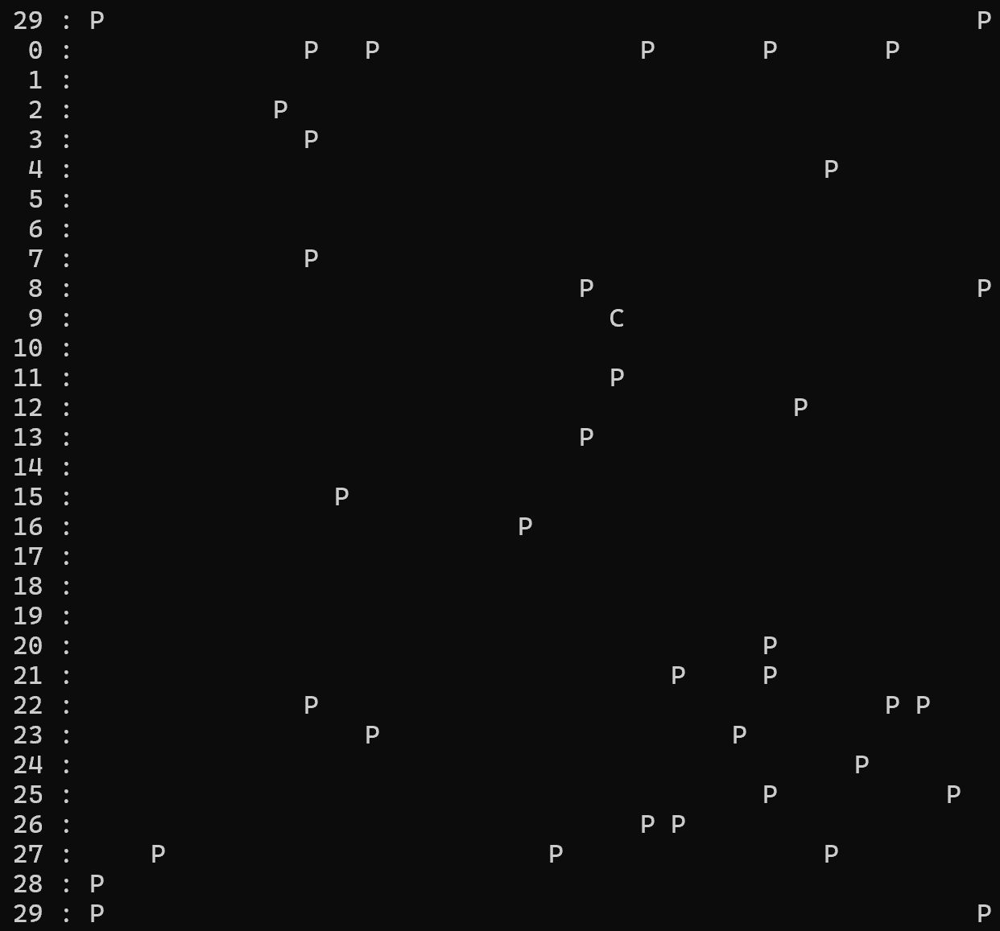 29 : P                                                         P
 0 :               P   P                 P       P       P
 1 :
 2 :             P
 3 :               P
 4 :                                                 P
 5 :
 6 :
 7 :               P
 8 :                                 P                         P
 9 :                                   C
10 :
11 :                                   P
12 :                                               P
13 :                                 P
14 :
15 :                 P
16 :                             P
17 :
18 :
19 :
20 :                                             P
21 :                                       P     P
22 :               P                                     P P
23 :                   P                       P
24 :                                                   P
25 :                                             P           P
26 :                                     P P
27 :     P                         P                 P
28 : P
29 : P                                                         P